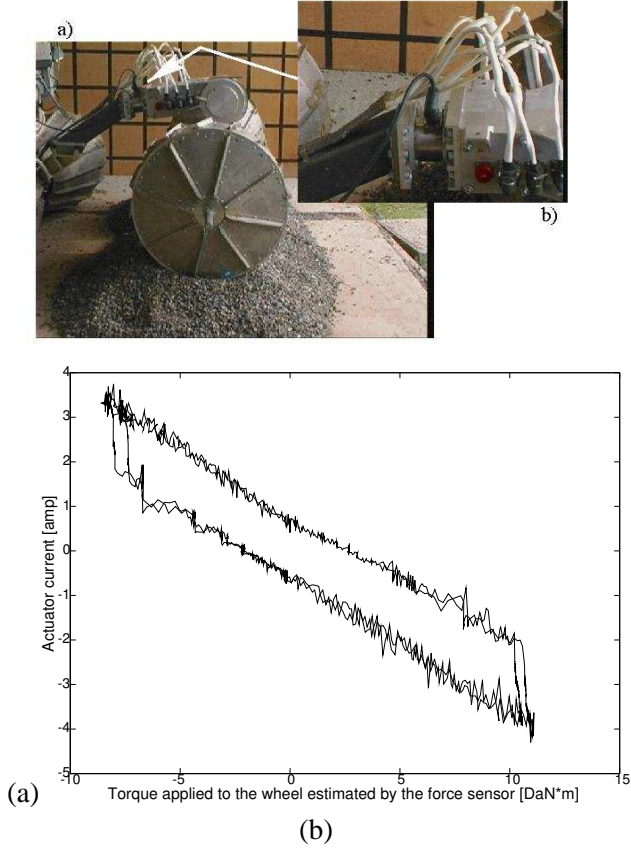 a)
b)
4
3
2
1
0
-1
-2
-3
-4
-5
Actuator current [amp]
-10 -5 0 5 10 15
Torque applied to the wheel estimated by the force sensor [DaN*m]
(a)
(b)